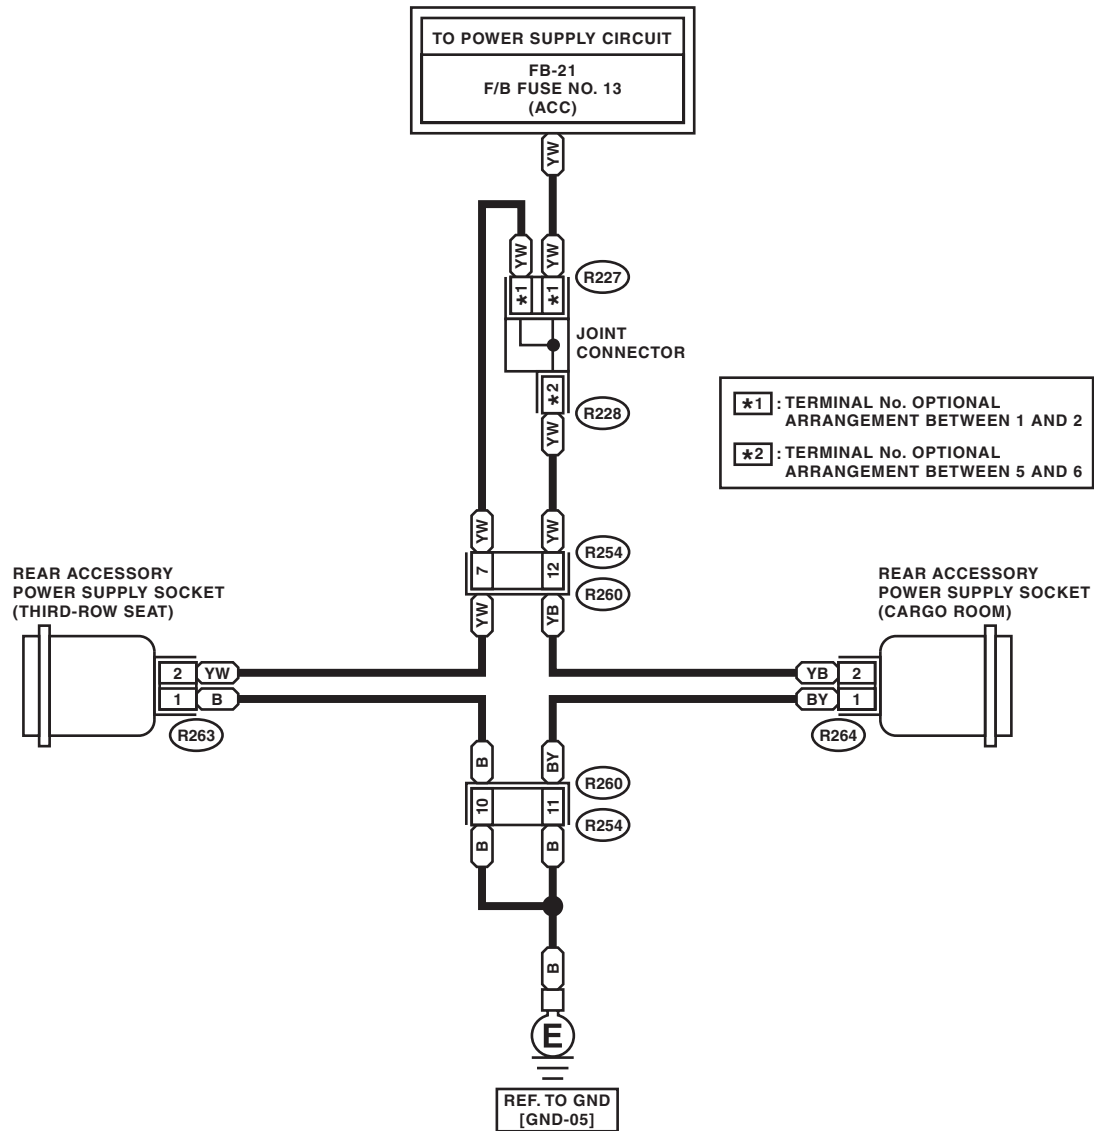 TO POWER SUPPLY CIRCUIT
FB-21
F/B FUSE NO. 13
(ACC)
YW
YW
YW
R227
*1
*1
JOINT
CONNECTOR
*2
R228
YW
*1 : TERMINAL No. OPTIONAL
ARRANGEMENT BETWEEN 1 AND 2
*2 : TERMINAL No. OPTIONAL
ARRANGEMENT BETWEEN 5 AND 6
YW
YW
R254
7
12
R260
YW
YB
REAR ACCESSORY
POWER SUPPLY SOCKET
(THIRD-ROW SEAT)
2
YW
1
B
R263
REAR ACCESSORY
POWER SUPPLY SOCKET
(CARGO ROOM)
YB
2
BY
1
R264
B
BY
R260
10
11
R254
B
B
B
E
REF. TO GND
[GND-05]